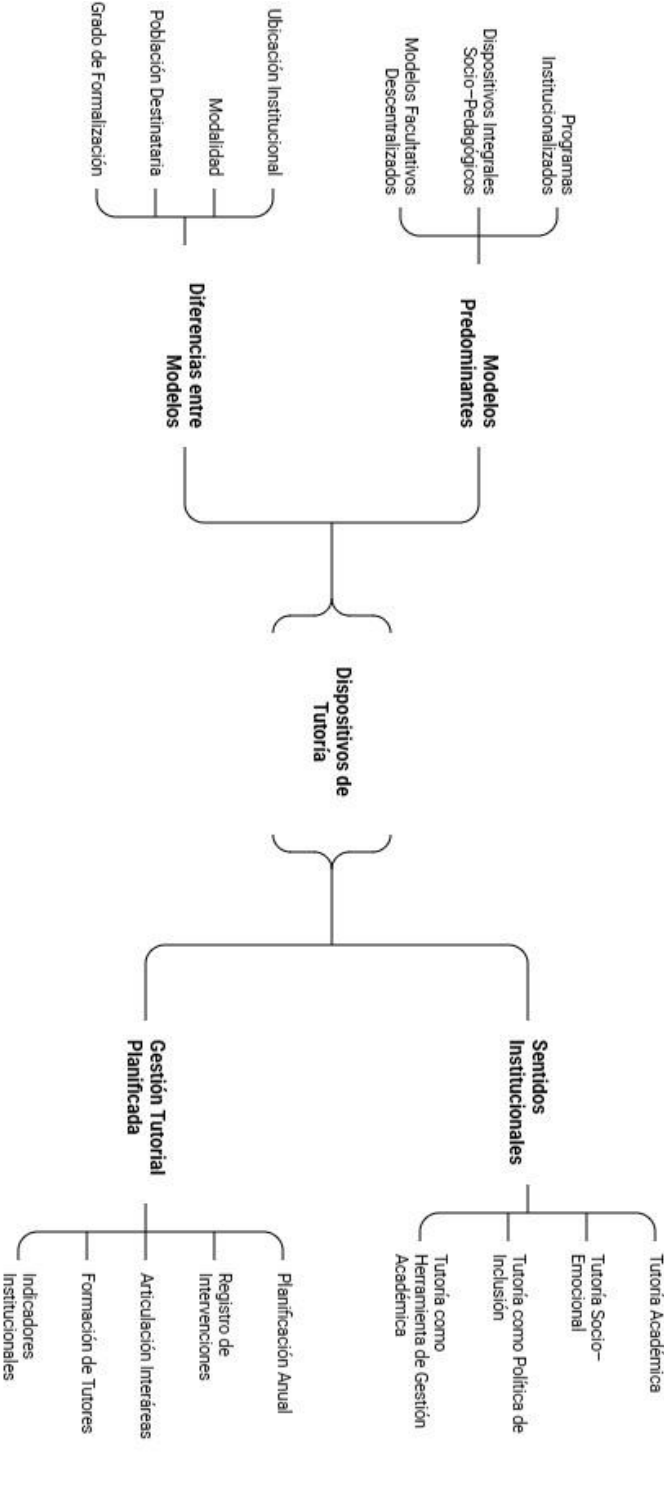 Programas
Institucionalizados
Dispositivos Integrales
Socio-Pedagógicos
Modelos Facultativos
Descentralizados
Modelos
Predominantes
Ubicación Institucional
Modalidad
Población Destinataria
Grado de Formalización
Diferencias entre
Modelos
Dispositivos de
Tutoría
Sentidos
Institucionales
Tutoría Académica
Tutoría Socio-
Emocional
Tutoría como Política de
Inclusión
Tutoría como
Herramienta de Gestión
Académica
Gestión Tutorial
Planificada
Planificación Anual
Registro de
Intervenciones
Articulación Interáreas
Formación de Tutores
Indicadores
Institucionales